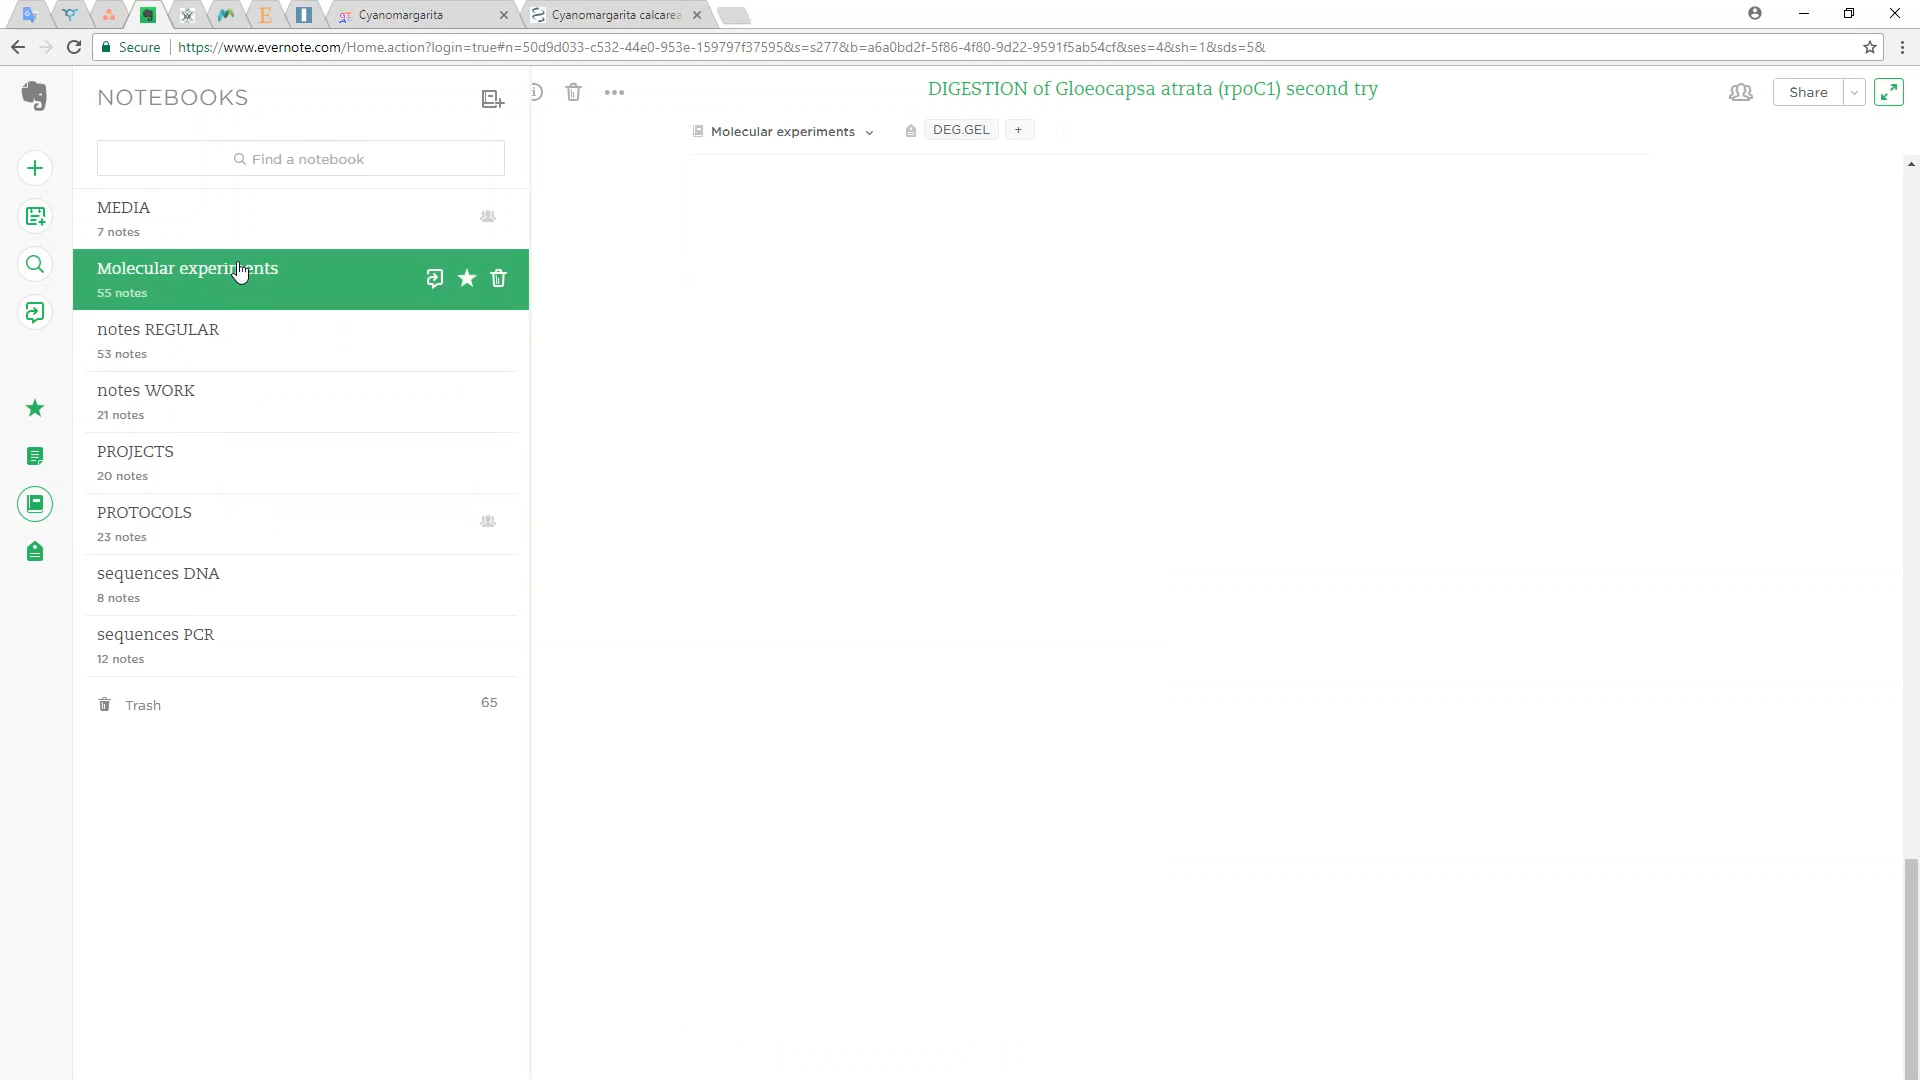 Cyanomargarita
Cyanomargarita calcarea
Secure
https://www.evernote.com/Home.action?login=true#n=50d9d033-c532-44e0-953e-159797f37595&s=s277&b=a6a0bd2f-5f86-4f80-9d22-9591f5ab54cf&ses=4&sh=1&sds=5&
NOTEBOOKS
Find a notebook
MEDIA
7 notes
Molecular experiments
55 notes
notes REGULAR
53 notes
notes WORK
21 notes
PROJECTS
20 notes
PROTOCOLS
23 notes
sequences DNA
8 notes
sequences PCR
12 notes
Trash
65
DIGESTION of Gloeocapsa atrata (rpoC1) second try
Share
Molecular experiments
DEG.GEL
+